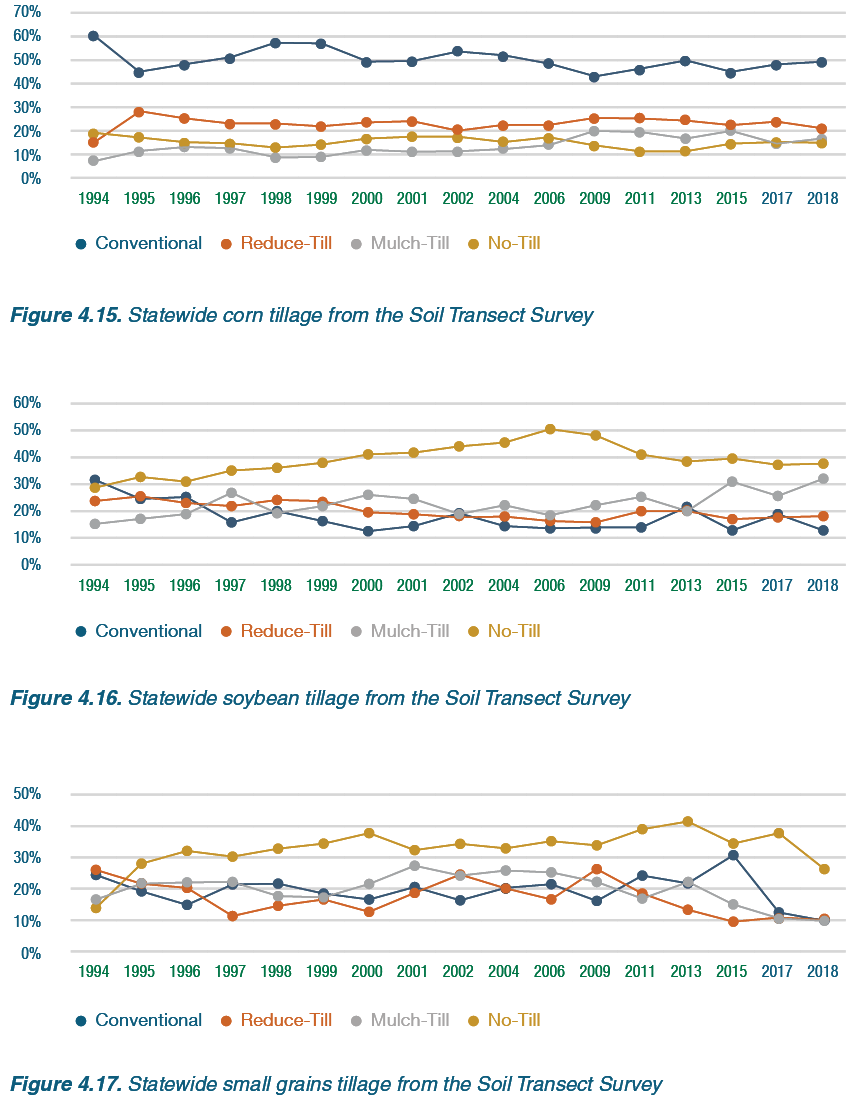 70%
60%
50%
40%
30%
20%
10%
0%
1994 1995 1996 1997 1998 1999 2000 2001 2002 2004 2006 2009 2011 2013 2015 2017 2018
Conventional Reduce-Till Mulch-Till No-Till
Figure 4.15. Statewide corn tillage from the Soil Transect Survey
60%
50%
40%
30%
20%
10%
0%
1994 1995 1996 1997 1998 1999 2000 2001 2002 2004 2006 2009 2011 2013 2015 2017 2018
Conventional Reduce-Till Mulch-Till No-Till
Figure 4.16. Statewide soybean tillage from the Soil Transect Survey
50%
40%
30%
20%
10%
0%
1994 1995 1996 1997 1998 1999 2000 2001 2002 2004 2006 2009 2011 2013 2015 2017 2018
Conventional Reduce-Till Mulch-Till No-Till
Figure 4.17. Statewide small grains tillage from the Soil Transect Survey